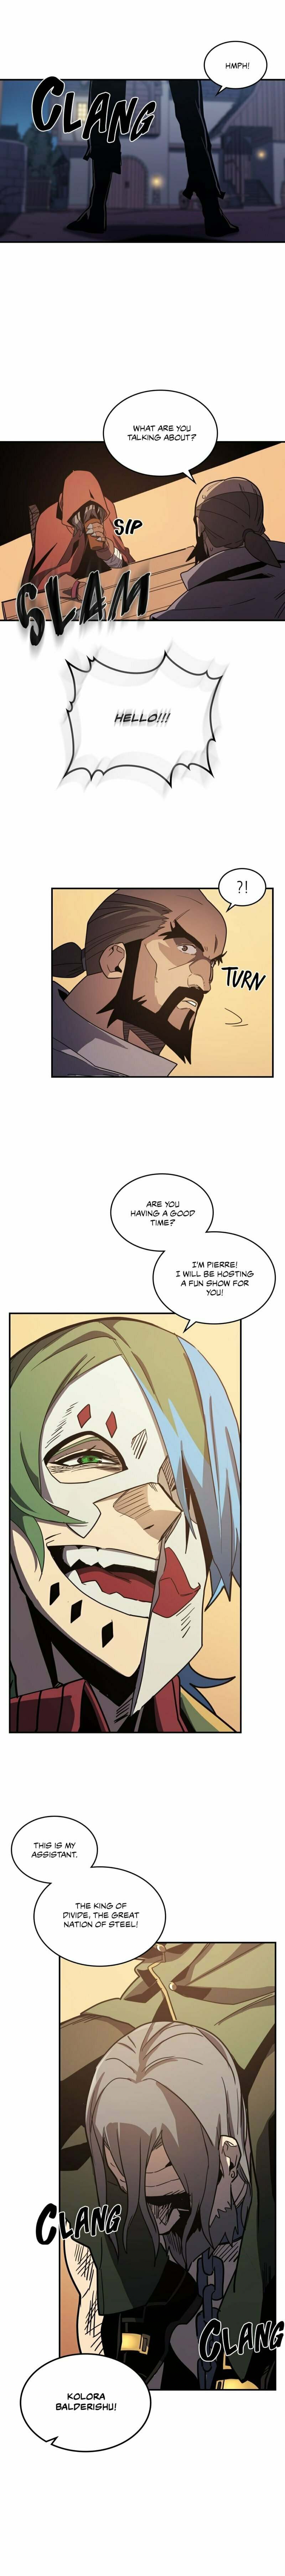 HMPH!
CLANG
WHAT ARE YOU
TALKING ABOUT?
SIP
SLAM
HELLO!!!
?!
TURN
ARE YOU
HAVING A GOOD
TIME?
I'M PIERRE!
I WILL BE HOSTING
A FUN SHOW FOR
YOU!
THIS IS MY
ASSISTANT.
THE KING OF
DIVIDE, THE GREAT
NATION OF STEEL!
CLANG
CLANG
KOLORA
BALDERISHU!